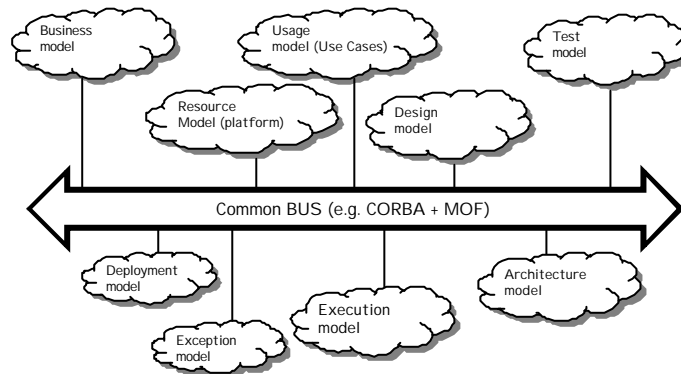 Business
model
Usage
model (Use Cases)
Test
model
Resource
Model (platform)
Design
model
Common BUS (e.g. CORBA + MOF)
Deployment
model
Exception
model
Execution
model
Architecture
model